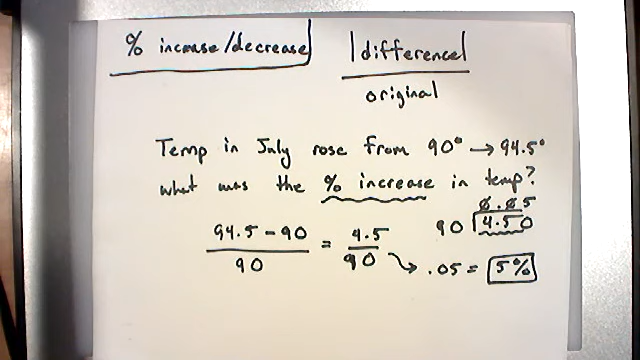 % increase/decrease
|difference|
original
Temp in July rose from 90° → 94.5°
what was the % increase in temp?
94.5 - 90
90
=
4.5
90
.05 = 5%
0.05
90 4.50